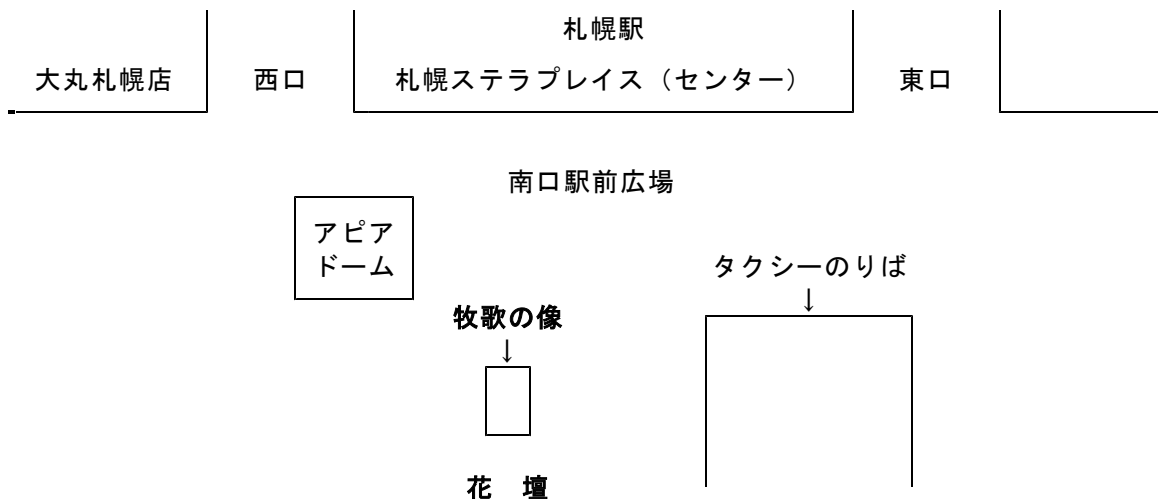 札幌駅
大丸札幌店
西口
札幌ステラプレイス（センター）
東口
南口駅前広場
アピア
ドーム
タクシーのりば
↓
牧歌の像
↓
花　壇